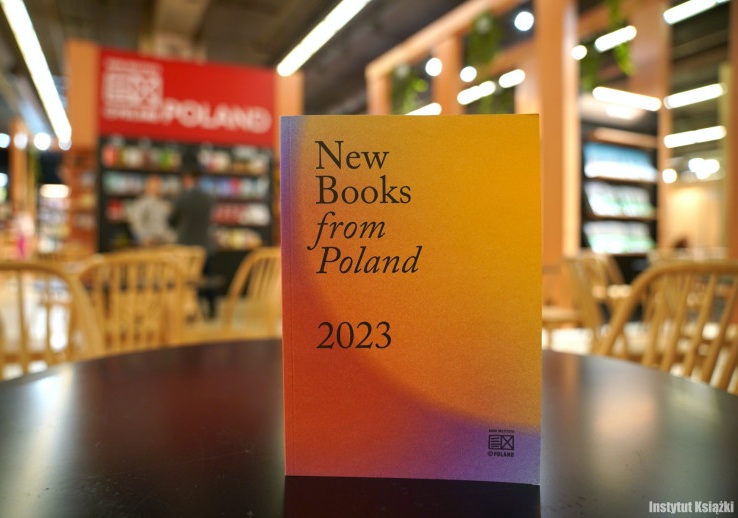 POLAND
New
Books
from
Poland
2023
©POLAND
Instytut Książki